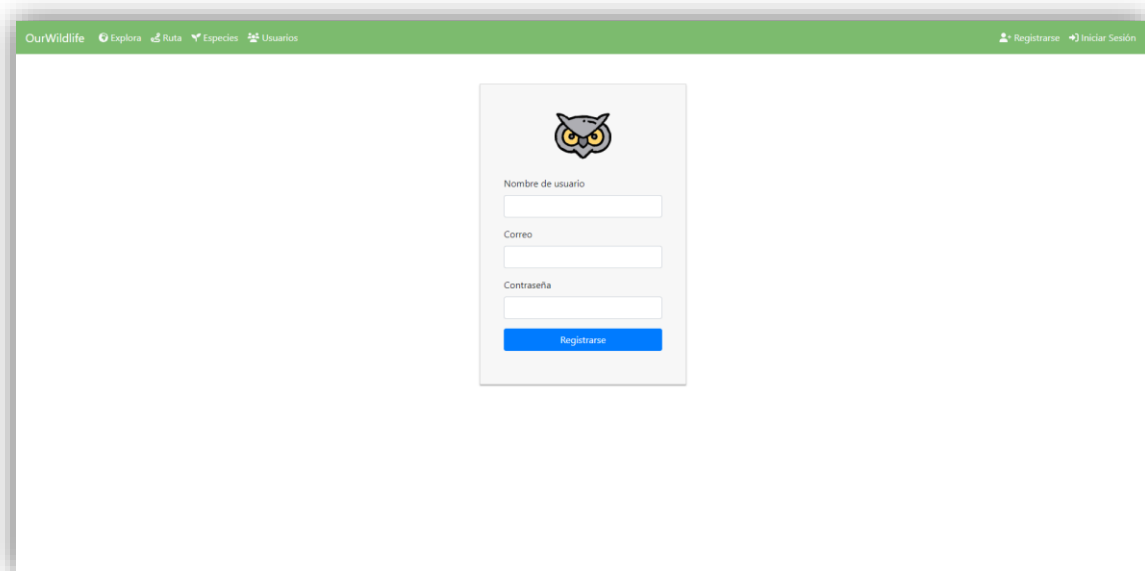 OurWildlife Explora Ruta Especies Usuarios Registrarse Iniciar Sesión
Nombre de usuario
Correo
Contraseña
Registrarse